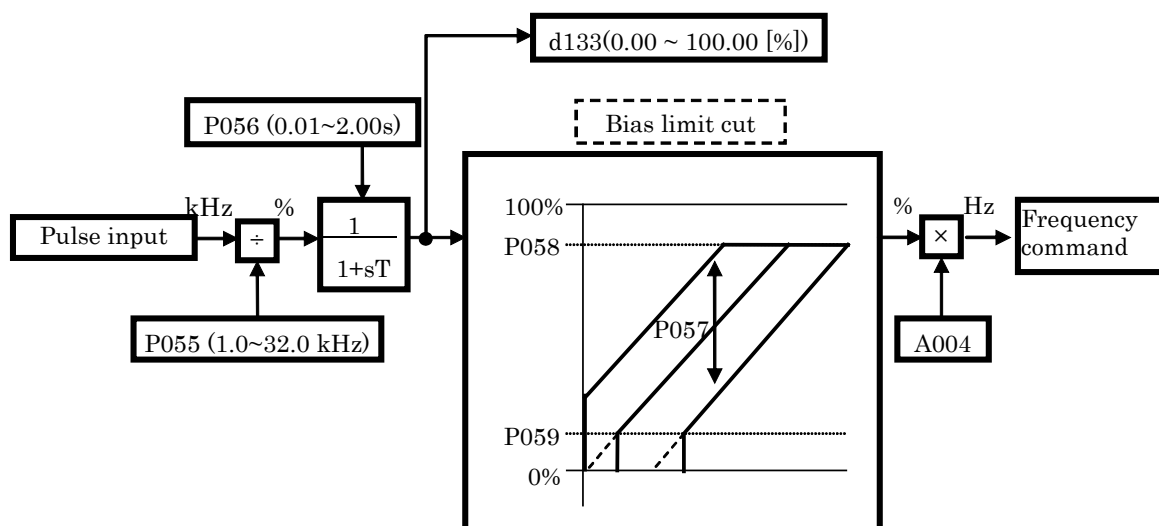 d133(0.00 ~ 100.00 [%])
P056 (0.01~2.00s)
Bias limit cut
kHz
%
100%
%
Hz
Pulse input
÷
1
1+sT
P058
×
Frequency
command
P055 (1.0~32.0 kHz)
P057
A004
P059
0%